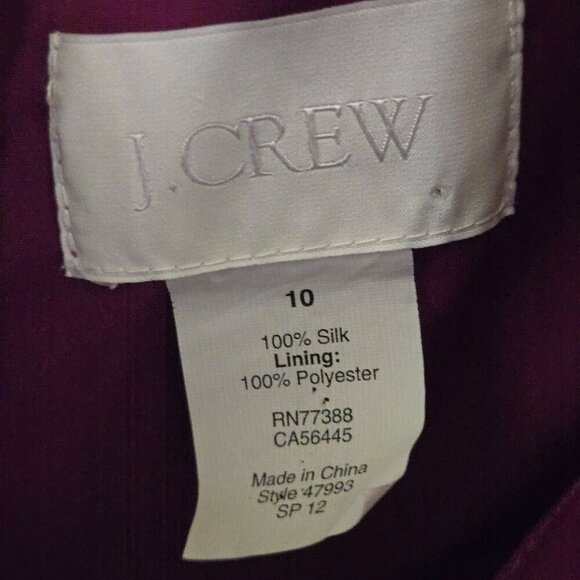 J.CREW
10
100% Silk
Lining:
100% Polyester
RN77388
CA56445
Made in China
Style 47993
SP 12